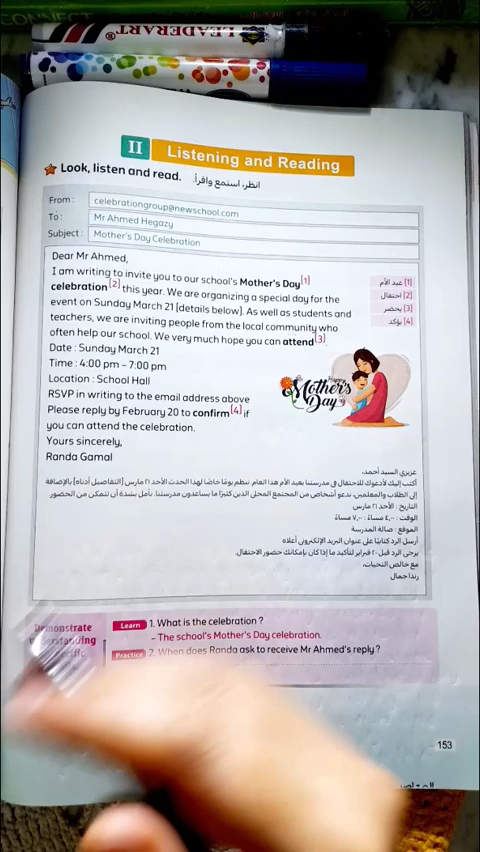 CONNECT
LEADERART
II Listening and Reading
Look, listen and read. انظر، استمع واقرأ.
From : celebrationgroup@newschool.com
To : Mr Ahmed Hegazy
Subject : Mother's Day Celebration
Dear Mr Ahmed,
I am writing to invite you to our school's Mother's Day[1]
celebration[2] this year. We are organizing a special day for the
event on Sunday March 21 [details below]. As well as students and
teachers, we are inviting people from the local community who
often help our school. We very much hope you can attend[3].
Date : Sunday March 21
Time : 4:00 pm – 7:00 pm
Location : School Hall
RSVP in writing to the email address above
Please reply by February 20 to confirm[4] if
you can attend the celebration.
Yours sincerely,
Randa Gamal
[1] عيد الأم
[2] احتفال
[3] يحضر
[4] يؤكد
Mother's
Day
عزيزي السيد أحمد،
أكتب إليك لأدعوك للاحتفال في مدرستنا بعيد الأم هذا العام. ننظم يومًا خاصًا لهذا الحدث الأحد ٢١ مارس [التفاصيل أدناه] بالإضافة
إلى الطلاب والمعلمين، ندعو أشخاص من المجتمع المحلي الذين كثيرًا ما يساعدون مدرستنا. نأمل بشدة أن تتمكن من الحضور
التاريخ : الأحد ٢١ مارس
الوقت : ٤,٠٠ مساءً : ٧,٠٠ مساءً
الموقع : صالة المدرسة
أرسل الرد كتابيًا على عنوان البريد الإلكتروني أعلاه
يرجى الرد قبل ٢٠ فبراير لتأكيد ما إذا كان بإمكانك حضور الاحتفال.
مع خالص التحيات،
رندا جمال
Demonstrate
understanding
Learn 1. What is the celebration ?
- The school's Mother's Day celebration.
Practice 2. When does Randa ask to receive Mr Ahmed's reply ?
153